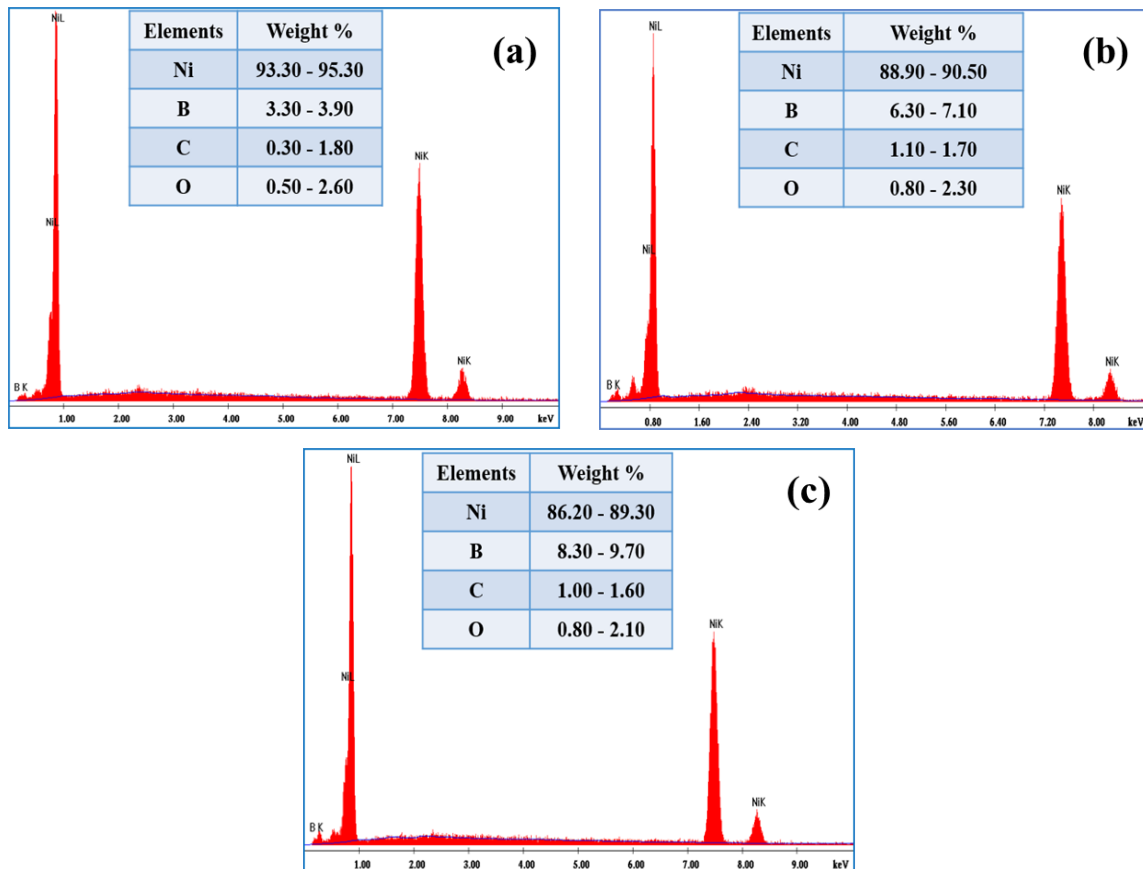 (a)
Elements Weight %
Ni 93.30 - 95.30
B 3.30 - 3.90
C 0.30 - 1.80
O 0.50 - 2.60
NiL
NiL
NiK
NiK
B K
1.00 2.00 3.00 4.00 5.00 6.00 7.00 8.00 9.00 keV
(b)
Elements Weight %
Ni 88.90 - 90.50
B 6.30 - 7.10
C 1.10 - 1.70
O 0.80 - 2.30
NiL
NiL
NiK
NiK
B K
0.80 1.60 2.40 3.20 4.00 4.80 5.60 6.40 7.20 8.00 keV
(c)
Elements Weight %
Ni 86.20 - 89.30
B 8.30 - 9.70
C 1.00 - 1.60
O 0.80 - 2.10
NiL
NiL
NiK
NiK
B K
1.00 2.00 3.00 4.00 5.00 6.00 7.00 8.00 9.00 keV